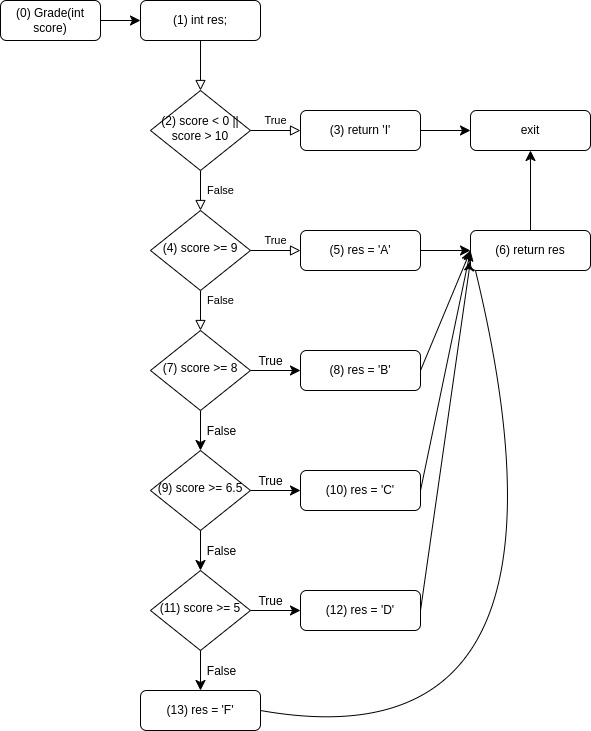 (0) Grade(int
score)
(1) int res;
(2) score < 0 ||
score > 10
True
(3) return 'I'
exit
False
(4) score >= 9
True
(5) res = 'A'
(6) return res
False
(7) score >= 8
True
(8) res = 'B'
False
(9) score >= 6.5
True
(10) res = 'C'
False
(11) score >= 5
True
(12) res = 'D'
False
(13) res = 'F'